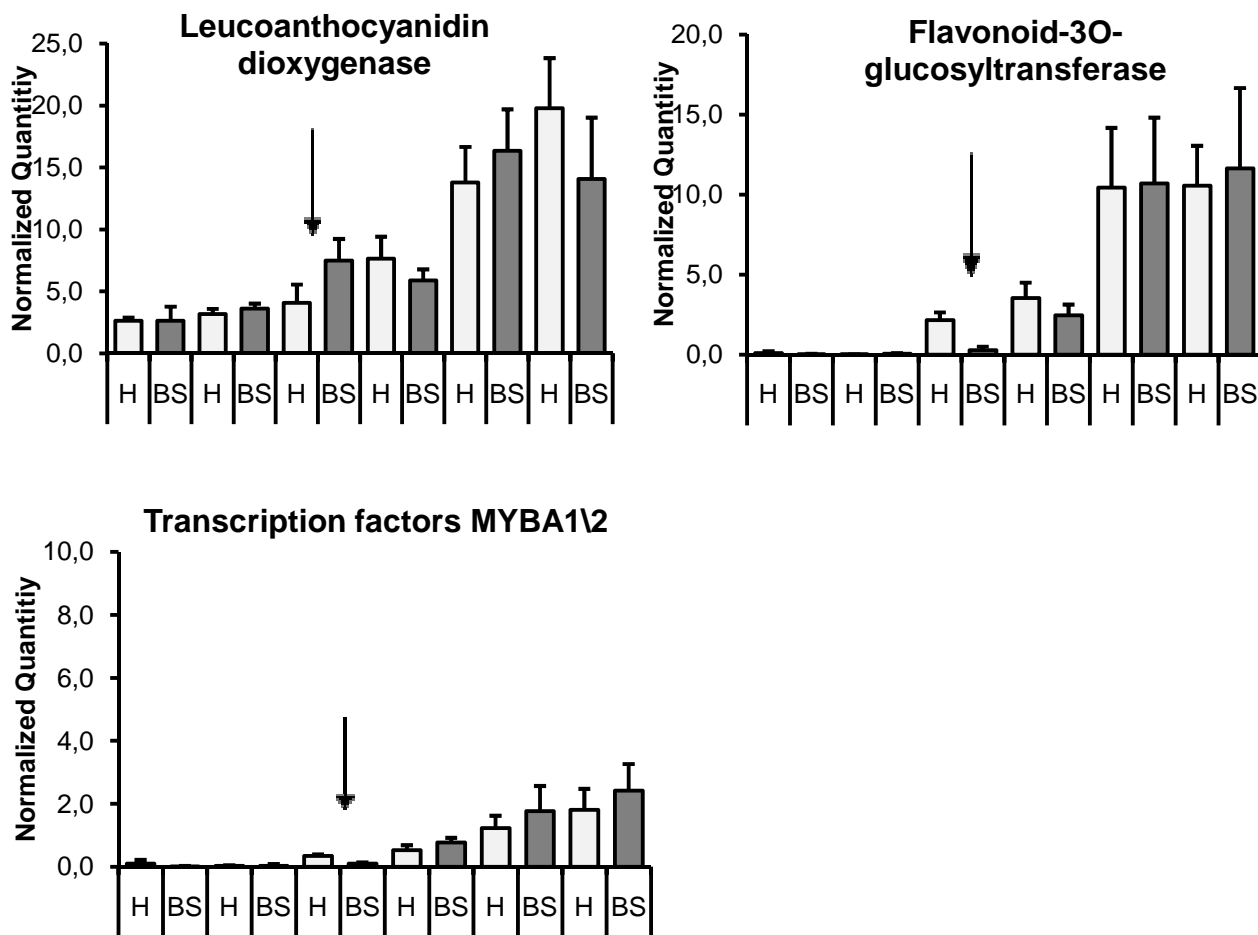 Leucoanthocyanidin
dioxygenase
Normalized Quantitiy
25,0
20,0
15,0
10,0
5,0
0,0
H BS H BS H BS H BS H BS H BS
Flavonoid-3O-
glucosyltransferase
Normalized Quantitiy
20,0
15,0
10,0
5,0
0,0
H BS H BS H BS H BS H BS H BS
Transcription factors MYBA1\2
Normalized Quantitiy
10,0
8,0
6,0
4,0
2,0
0,0
H BS H BS H BS H BS H BS H BS